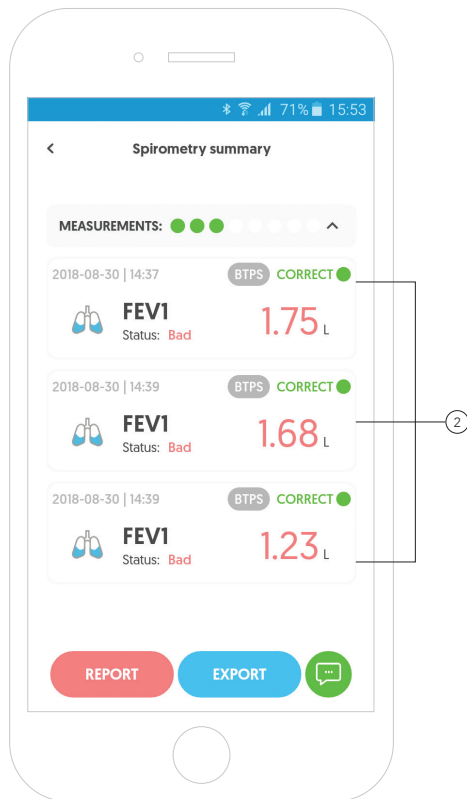 71% 15:53
Spirometry summary
MEASUREMENTS:
2018-08-30 | 14:37 BTPS CORRECT
FEV1 1.75 L
Status: Bad
2018-08-30 | 14:39 BTPS CORRECT
FEV1 1.68 L
Status: Bad
2
2018-08-30 | 14:39 BTPS CORRECT
FEV1 1.23 L
Status: Bad
REPORT EXPORT